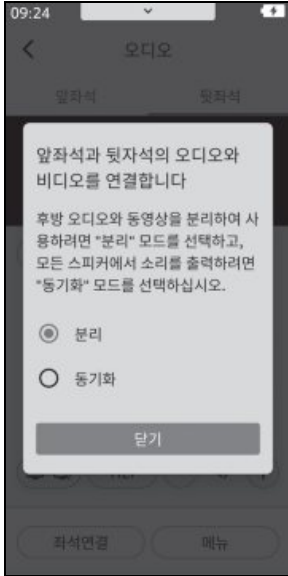 09:24
오디오
앞좌석 뒷좌석
앞좌석과 뒷자석의 오디오와
비디오를 연결합니다
후방 오디오와 동영상을 분리하여 사
용하려면 "분리" 모드를 선택하고,
모든 스피커에서 소리를 출력하려면
"동기화" 모드를 선택하십시오.
분리
동기화
닫기
좌석연결 메뉴